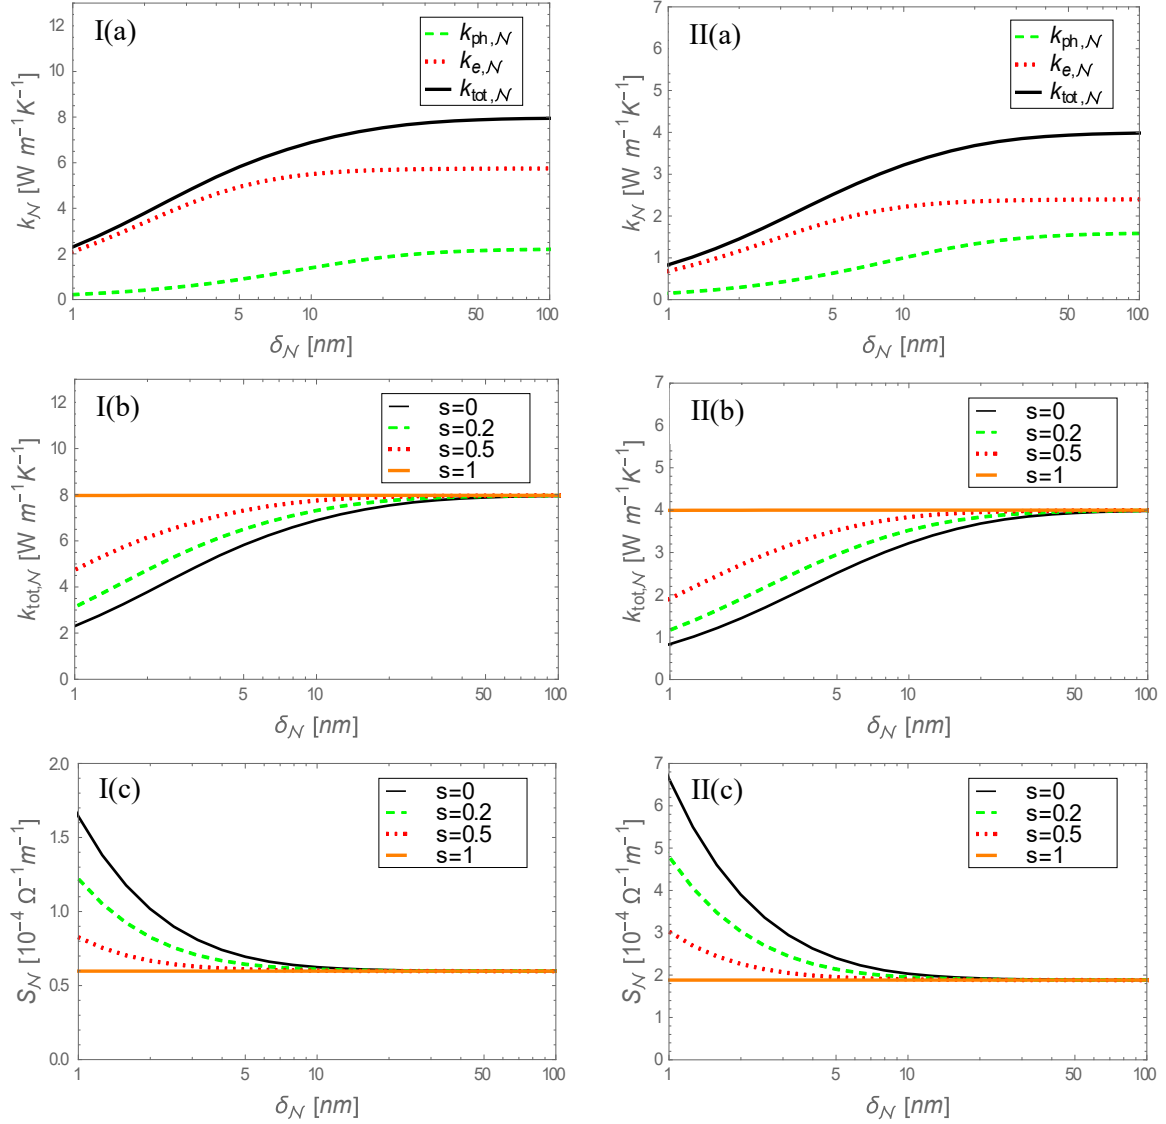 I(a)
k_ph,𝒩
k_e,𝒩
k_tot,𝒩
12
10
8
6
4
2
0
k_𝒩 [W m⁻¹K⁻¹]
1 5 10 50 100
δ_𝒩 [nm]
II(a)
k_ph,𝒩
k_e,𝒩
k_tot,𝒩
7
6
5
4
3
2
1
0
k_𝒩 [W m⁻¹K⁻¹]
1 5 10 50 100
δ_𝒩 [nm]
I(b)
s=0
s=0.2
s=0.5
s=1
12
10
8
6
4
2
0
k_tot,𝒩 [W m⁻¹K⁻¹]
1 5 10 50 100
δ_𝒩 [nm]
II(b)
s=0
s=0.2
s=0.5
s=1
7
6
5
4
3
2
1
0
k_tot,𝒩 [W m⁻¹K⁻¹]
1 5 10 50 100
δ_𝒩 [nm]
I(c)
s=0
s=0.2
s=0.5
s=1
2.0
1.5
1.0
0.5
0.0
S_𝒩 [10⁻⁴ Ω⁻¹m⁻¹]
1 5 10 50 100
δ_𝒩 [nm]
II(c)
s=0
s=0.2
s=0.5
s=1
7
6
5
4
3
2
1
0
S_𝒩 [10⁻⁴ Ω⁻¹m⁻¹]
1 5 10 50 100
δ_𝒩 [nm]